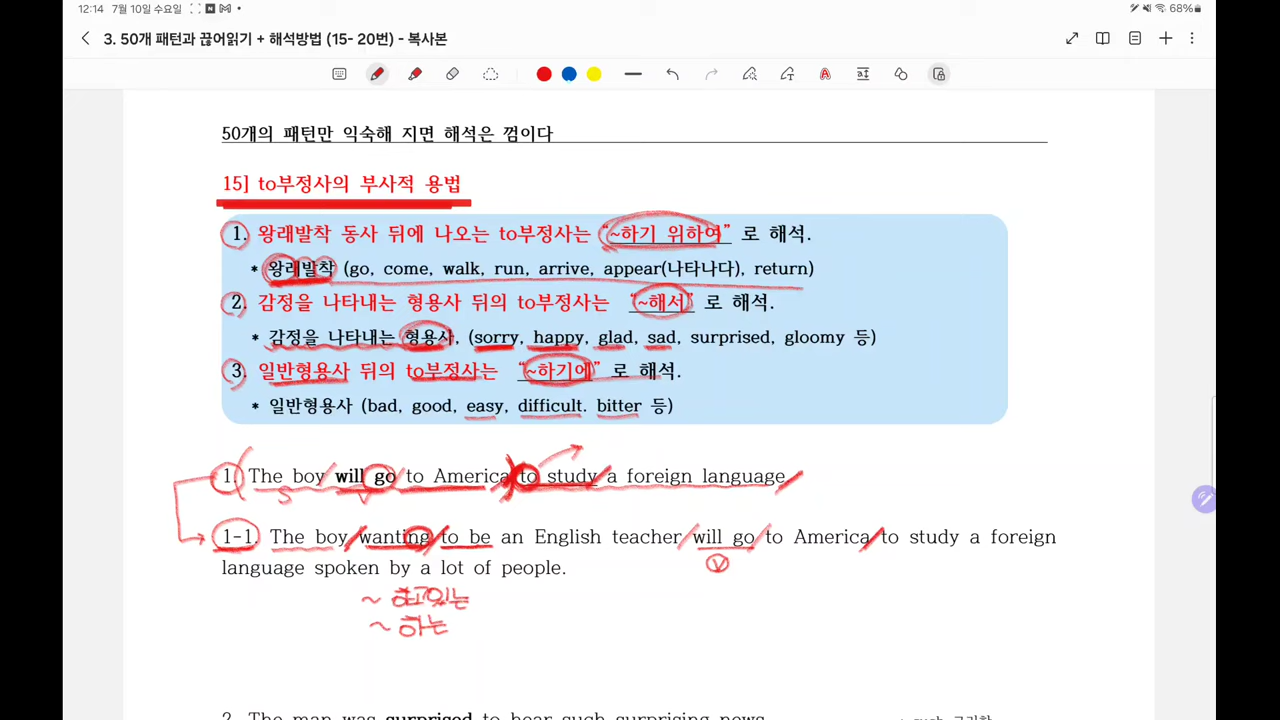 12:14 7월 10일 수요일 68%
3. 50개 패턴과 끊어읽기 + 해석방법 (15- 20번) - 복사본
50개의 패턴만 익숙해 지면 해석은 껌이다
15] to부정사의 부사적 용법
1. 왕래발착 동사 뒤에 나오는 to부정사는 "~하기 위하여" 로 해석.
* 왕래발착 (go, come, walk, run, arrive, appear(나타나다), return)
2. 감정을 나타내는 형용사 뒤의 to부정사는 "~해서" 로 해석.
* 감정을 나타내는 형용사, (sorry, happy, glad, sad, surprised, gloomy 등)
3. 일반형용사 뒤의 to부정사는 "~하기에" 로 해석.
* 일반형용사 (bad, good, easy, difficult. bitter 등)
1. The boy will go to America to study a foreign language.
S V
1-1. The boy wanting to be an English teacher will go to America to study a foreign
V
language spoken by a lot of people.
~ 하고있는
~ 하는
2. The man was surprised to hear such surprising news.